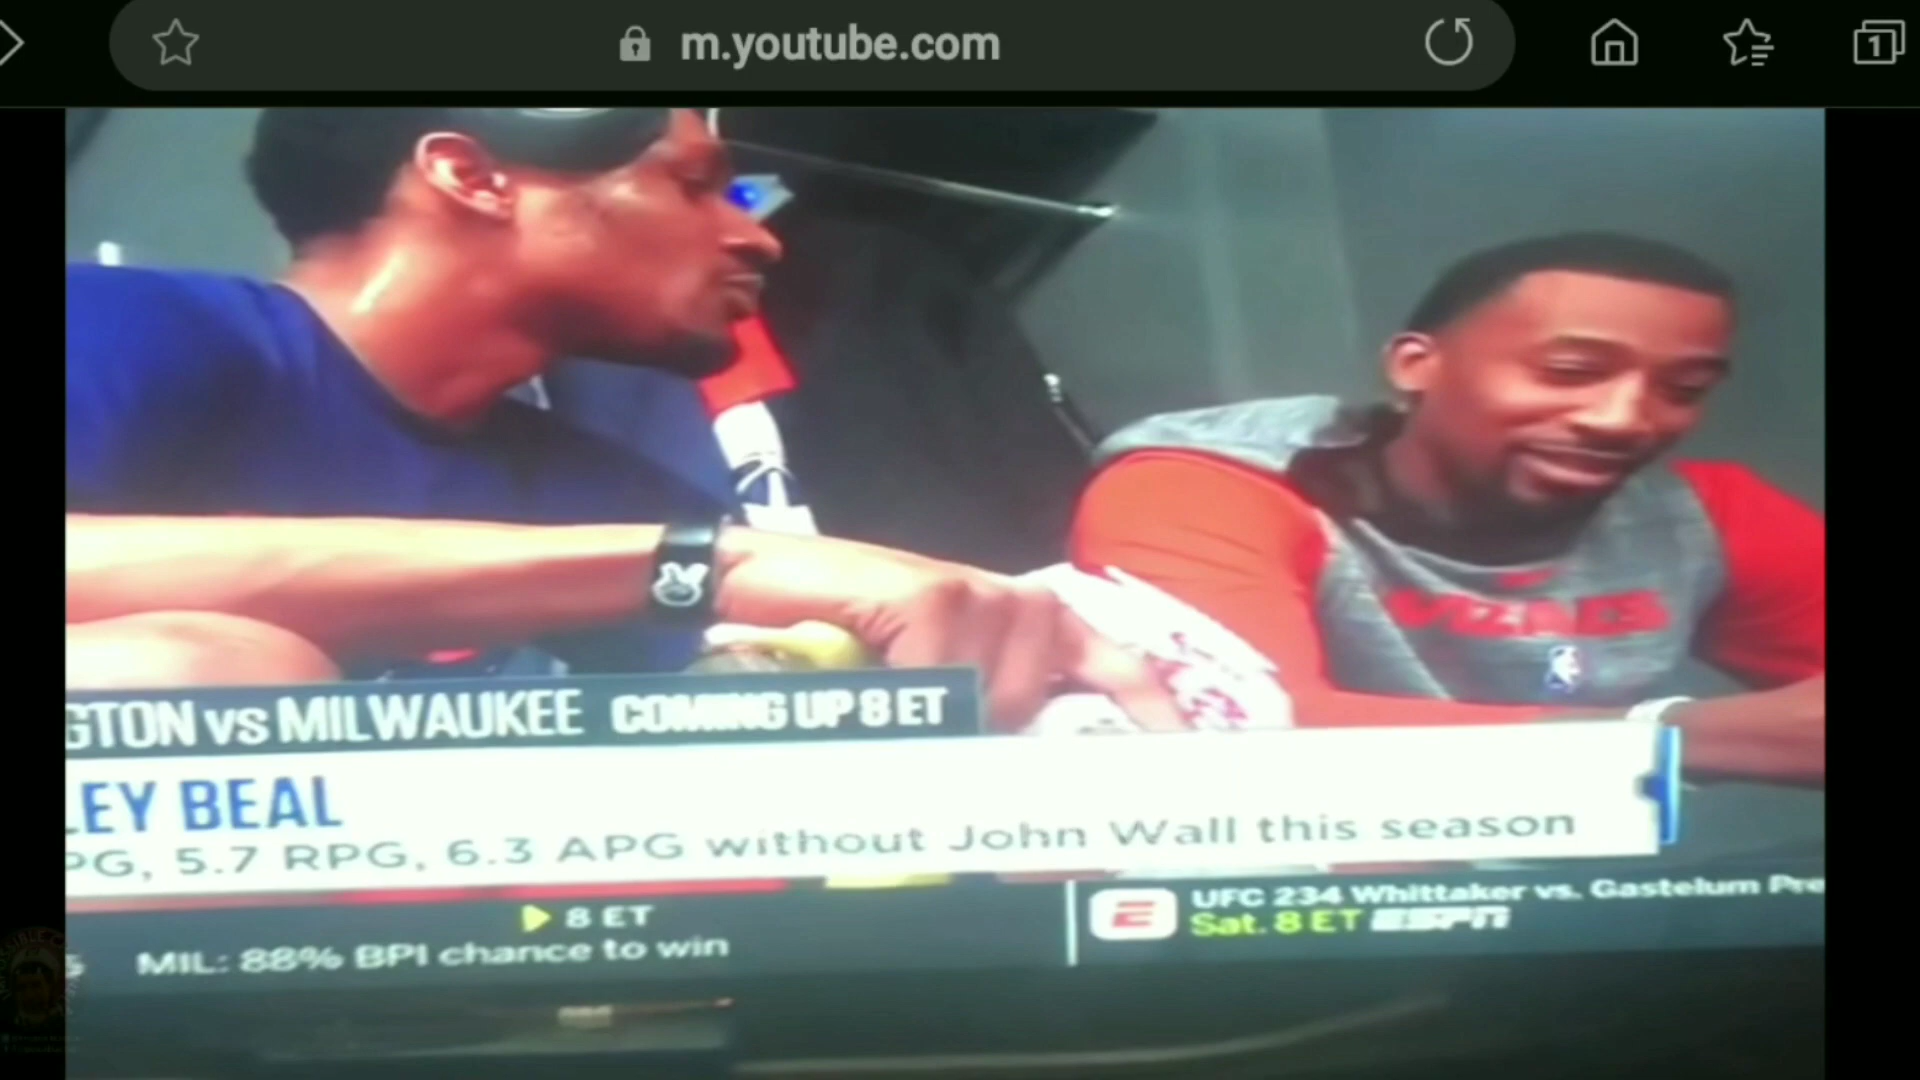 m.youtube.com
1
GTON vs MILWAUKEE COMING UP 8 ET
LEY BEAL
PG, 5.7 RPG, 6.3 APG without John Wall this season
8 ET
MIL: 88% BPI chance to win
UFC 234 Whittaker vs. Gastelum Pre
Sat. 8 ET ESPN